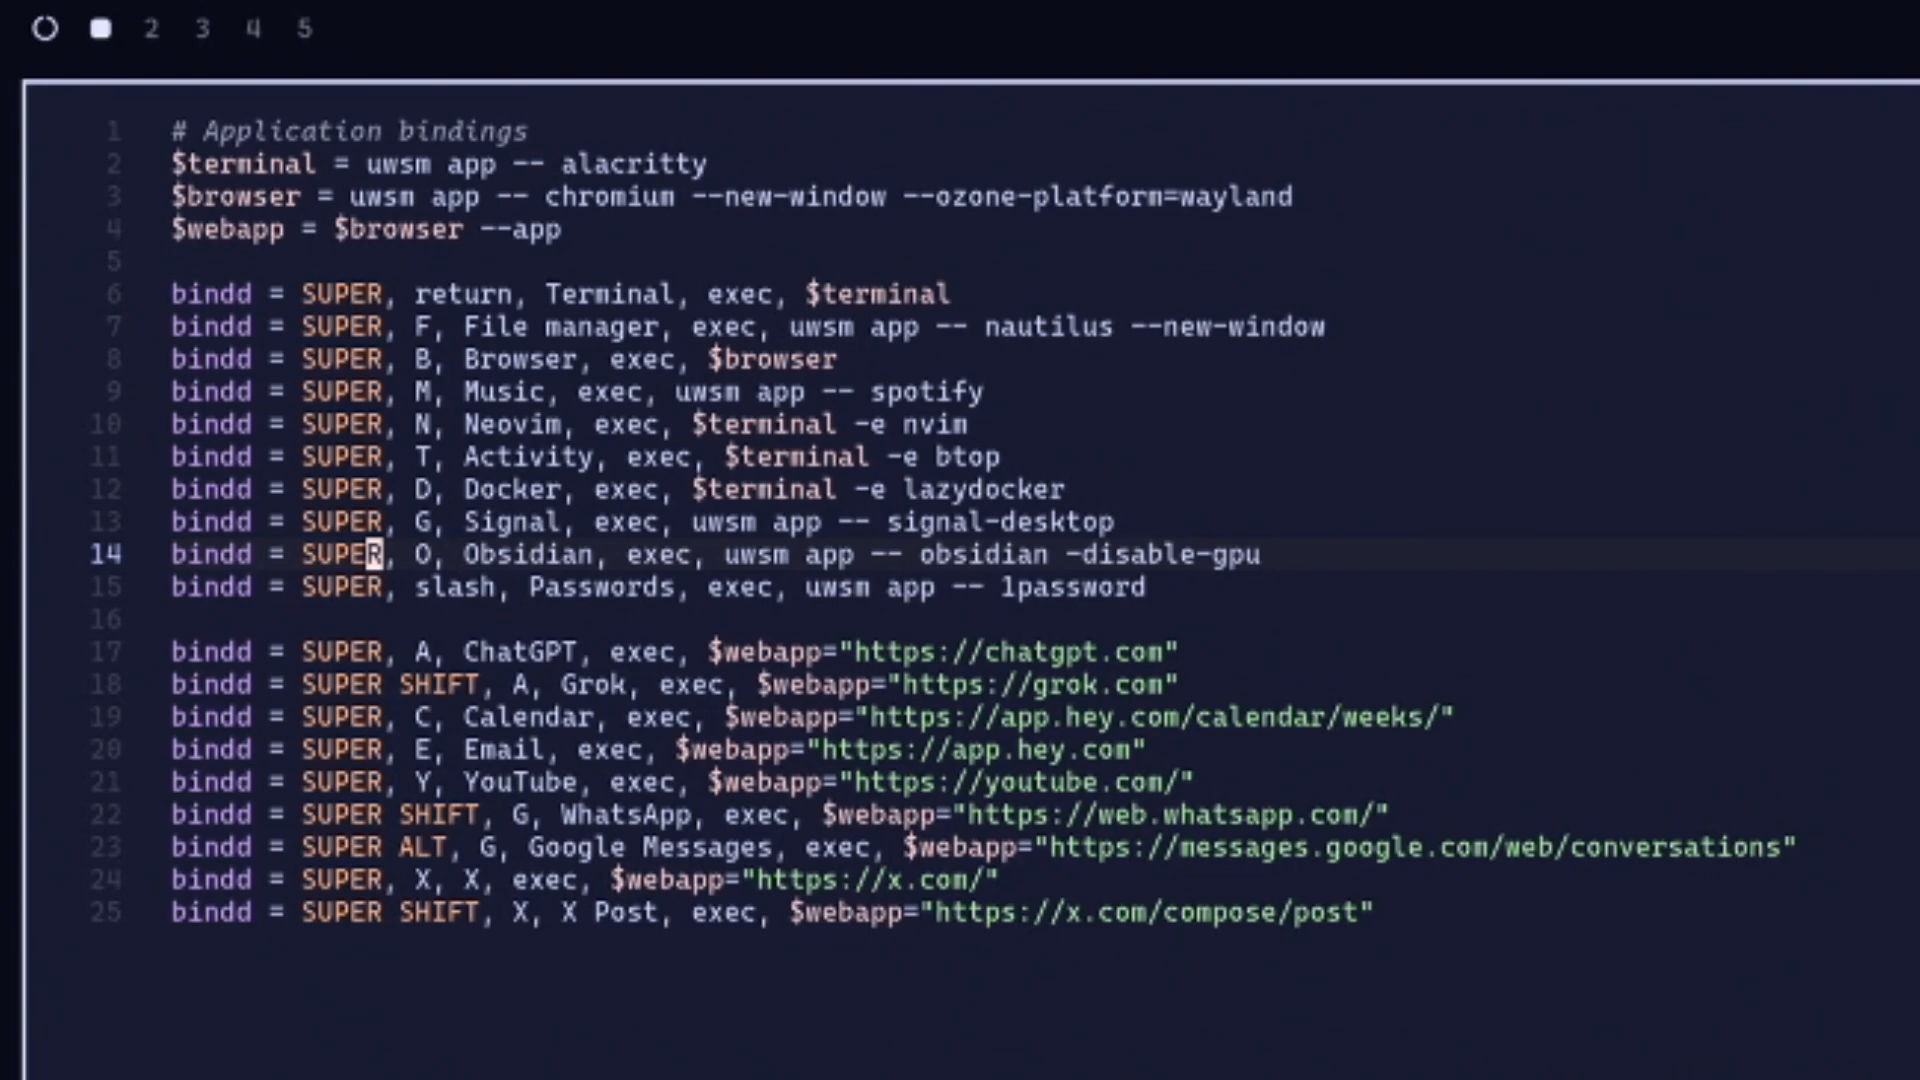 2 3 4 5
1 # Application bindings
2 $terminal = uwsm app -- alacritty
3 $browser = uwsm app -- chromium --new-window --ozone-platform=wayland
4 $webapp = $browser --app
5
6 bindd = SUPER, return, Terminal, exec, $terminal
7 bindd = SUPER, F, File manager, exec, uwsm app -- nautilus --new-window
8 bindd = SUPER, B, Browser, exec, $browser
9 bindd = SUPER, M, Music, exec, uwsm app -- spotify
10 bindd = SUPER, N, Neovim, exec, $terminal -e nvim
11 bindd = SUPER, T, Activity, exec, $terminal -e btop
12 bindd = SUPER, D, Docker, exec, $terminal -e lazydocker
13 bindd = SUPER, G, Signal, exec, uwsm app -- signal-desktop
14 bindd = SUPER, O, Obsidian, exec, uwsm app -- obsidian -disable-gpu
15 bindd = SUPER, slash, Passwords, exec, uwsm app -- 1password
16
17 bindd = SUPER, A, ChatGPT, exec, $webapp="https://chatgpt.com"
18 bindd = SUPER SHIFT, A, Grok, exec, $webapp="https://grok.com"
19 bindd = SUPER, C, Calendar, exec, $webapp="https://app.hey.com/calendar/weeks/"
20 bindd = SUPER, E, Email, exec, $webapp="https://app.hey.com"
21 bindd = SUPER, Y, YouTube, exec, $webapp="https://youtube.com/"
22 bindd = SUPER SHIFT, G, WhatsApp, exec, $webapp="https://web.whatsapp.com/"
23 bindd = SUPER ALT, G, Google Messages, exec, $webapp="https://messages.google.com/web/conversations"
24 bindd = SUPER, X, X, exec, $webapp="https://x.com/"
25 bindd = SUPER SHIFT, X, X Post, exec, $webapp="https://x.com/compose/post"